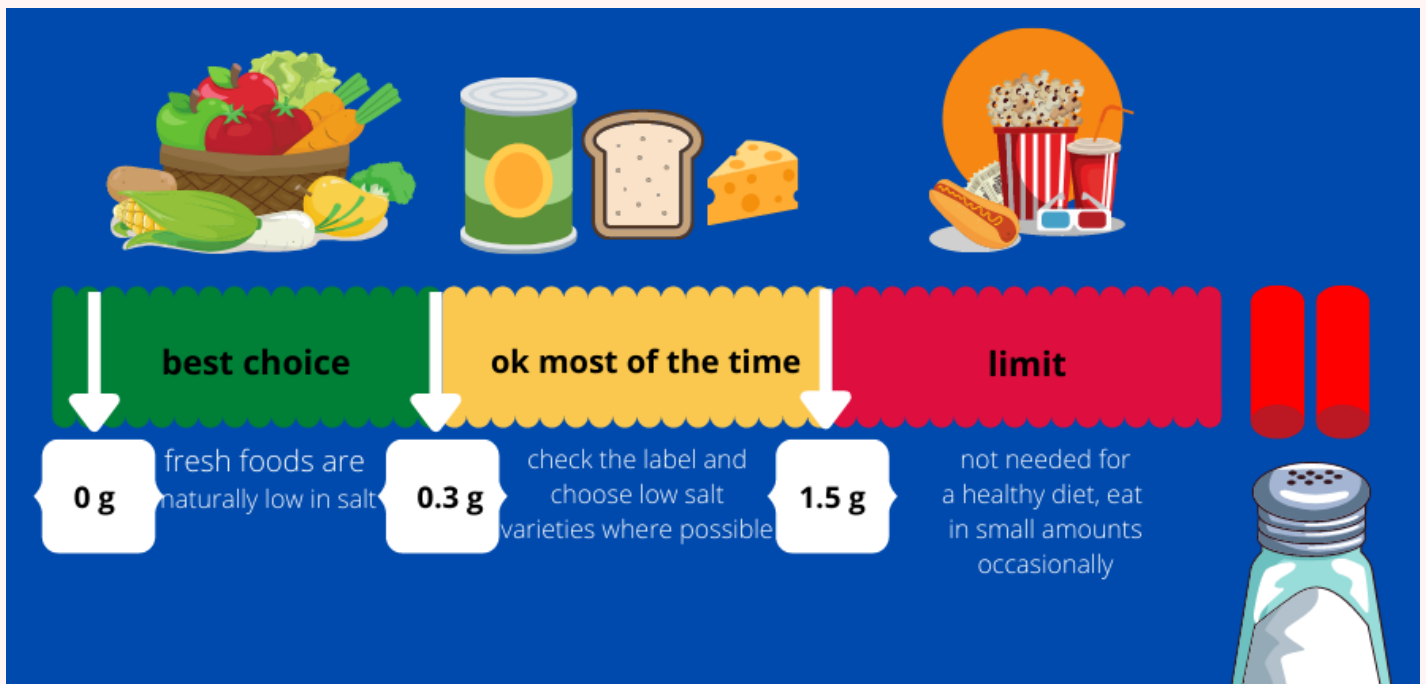 best choice
ok most of the time
limit
0 g
fresh foods are
naturally low in salt
0.3 g
check the label and
choose low salt
varieties where possible
1.5 g
not needed for
a healthy diet, eat
in small amounts
occasionally